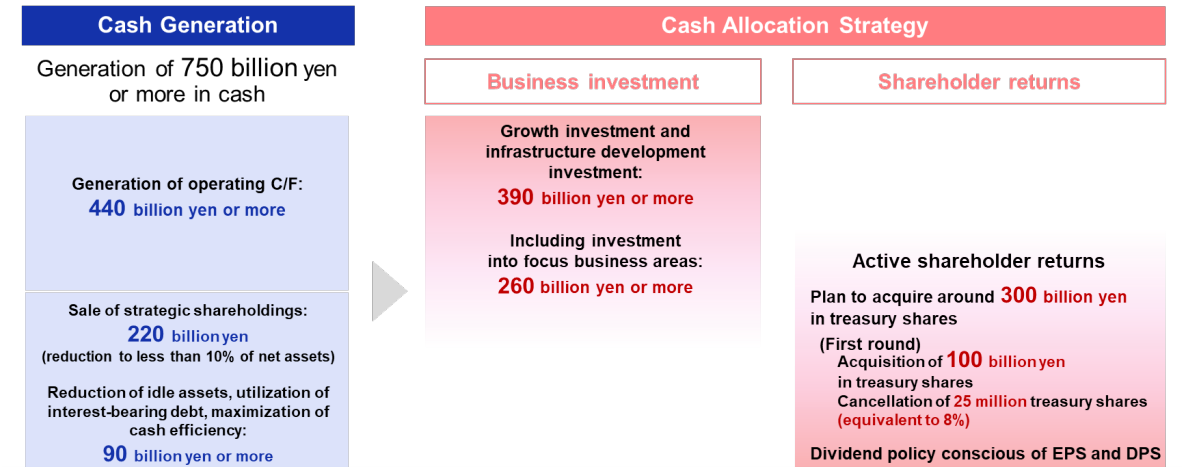 Cash Generation
Generation of 750 billion yen
or more in cash
Generation of operating C/F:
440 billion yen or more
Sale of strategic shareholdings:
220 billion yen
(reduction to less than 10% of net assets)
Reduction of idle assets, utilization of
interest-bearing debt, maximization of
cash efficiency:
90 billion yen or more
Cash Allocation Strategy
Business investment
Growth investment and
infrastructure development
investment:
390 billion yen or more
Including investment
into focus business areas:
260 billion yen or more
Shareholder returns
Active shareholder returns
Plan to acquire around 300 billion yen
in treasury shares
(First round)
Acquisition of 100 billion yen
in treasury shares
Cancellation of 25 million treasury shares
(equivalent to 8%)
Dividend policy conscious of EPS and DPS